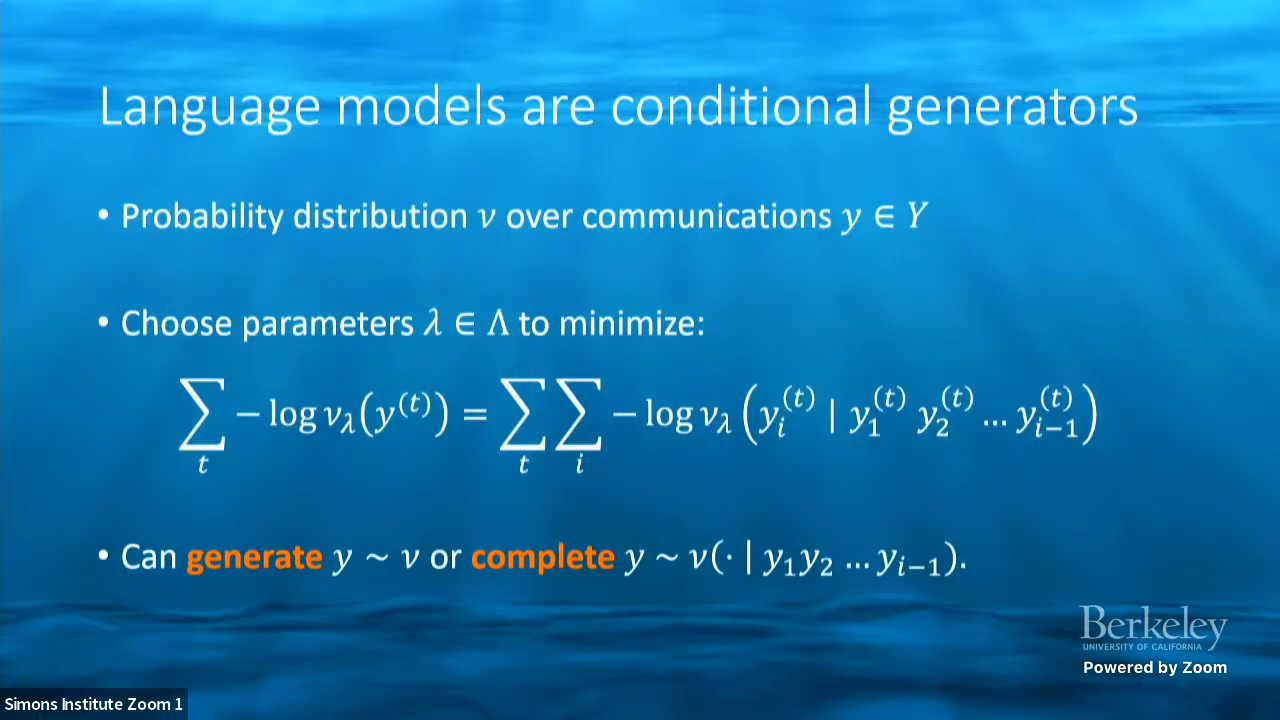 Language models are conditional generators
• Probability distribution ν over communications y ∈ Y
• Choose parameters λ ∈ Λ to minimize:
∑_t − log ν_λ(y^(t)) = ∑_t ∑_i − log ν_λ (y_i^(t) | y_1^(t) y_2^(t) … y_{i−1}^(t))
• Can generate y ~ ν or complete y ~ ν(· | y₁y₂ … y_{i−1}).
Berkeley
UNIVERSITY OF CALIFORNIA
Powered by Zoom
Simons Institute Zoom 1